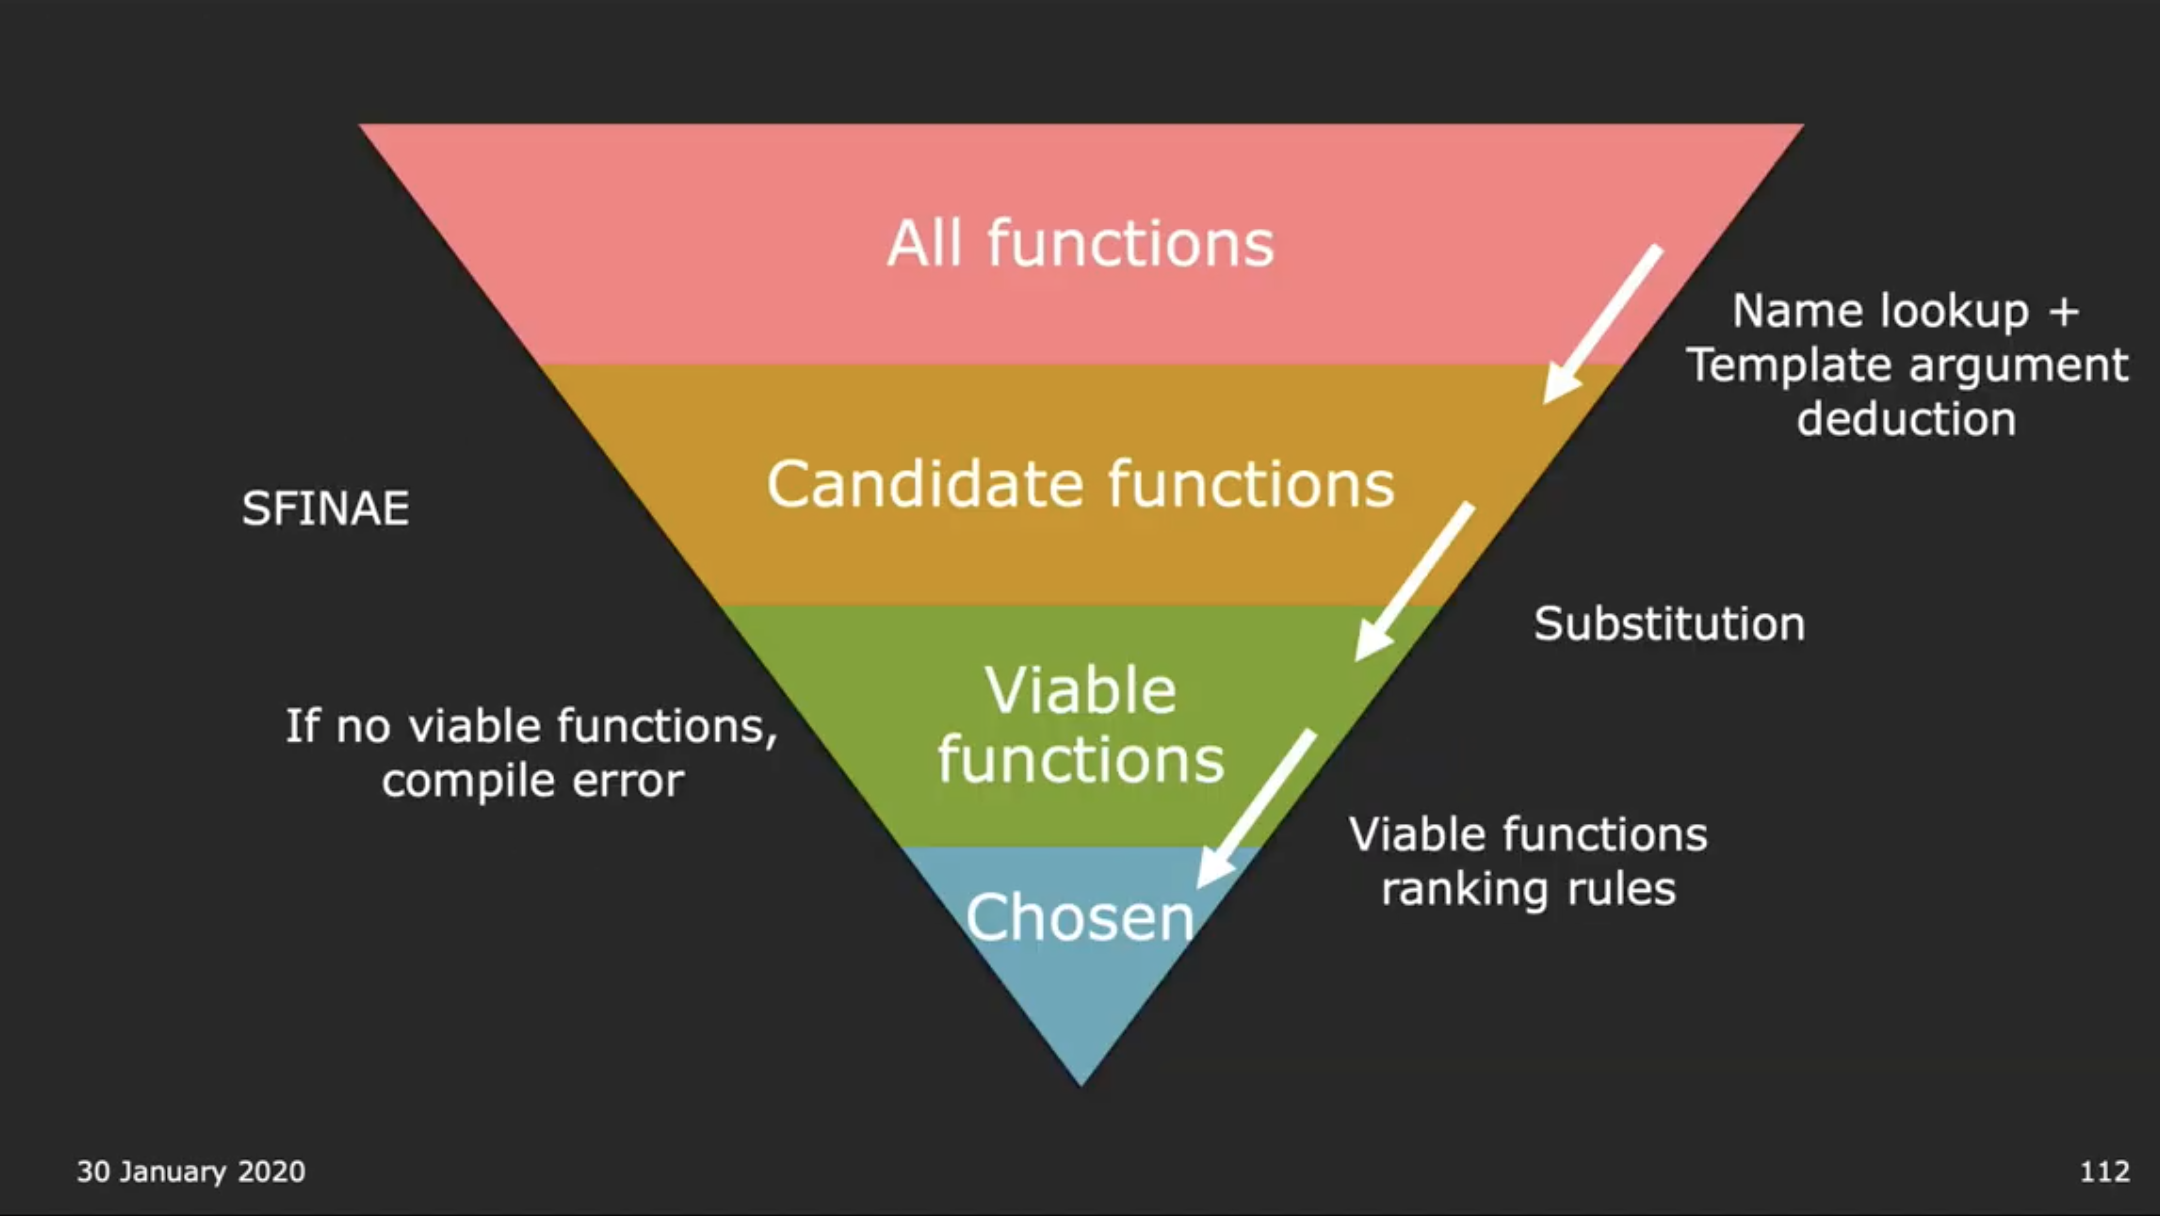 All functions
Name lookup +
Template argument
deduction
Candidate functions
SFINAE
Substitution
Viable
functions
If no viable functions,
compile error
Viable functions
ranking rules
Chosen
30 January 2020
112